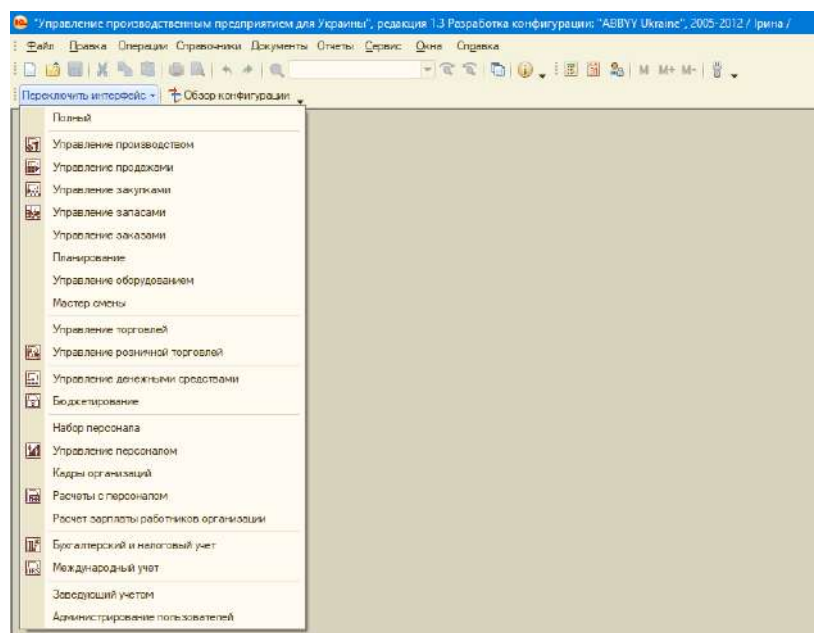 "Управление производственным предприятием для Украины", редакция 1.3 Разработка конфигурации: "ABBYY Ukraine", 2005-2012 / Ірина /
Файл Правка Операции Справочники Документы Отчеты Сервис Окна Справка
M M+ M-
Переключить интерфейс Обзор конфигурации
Полный
Управление производством
Управление продажами
Управление закупками
Управление запасами
Управление заказами
Планирование
Управление оборудованием
Мастер смены
Управление торговлей
Управление розничной торговлей
Управление денежными средствами
Бюджетирование
Набор персонала
Управление персоналом
Кадры организаций
Расчеты с персоналом
Расчет зарплаты работников организации
Бухгалтерский и налоговый учет
Международный учет
Заведующий учетом
Администрирование пользователей